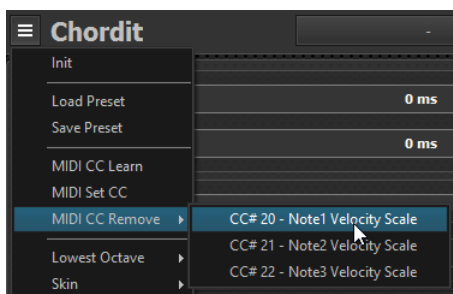 Chordit
-
Init
0 ms
Load Preset
Save Preset
0 ms
MIDI CC Learn
MIDI Set CC
MIDI CC Remove
CC# 20 - Note1 Velocity Scale
CC# 21 - Note2 Velocity Scale
CC# 22 - Note3 Velocity Scale
Lowest Octave
Skin